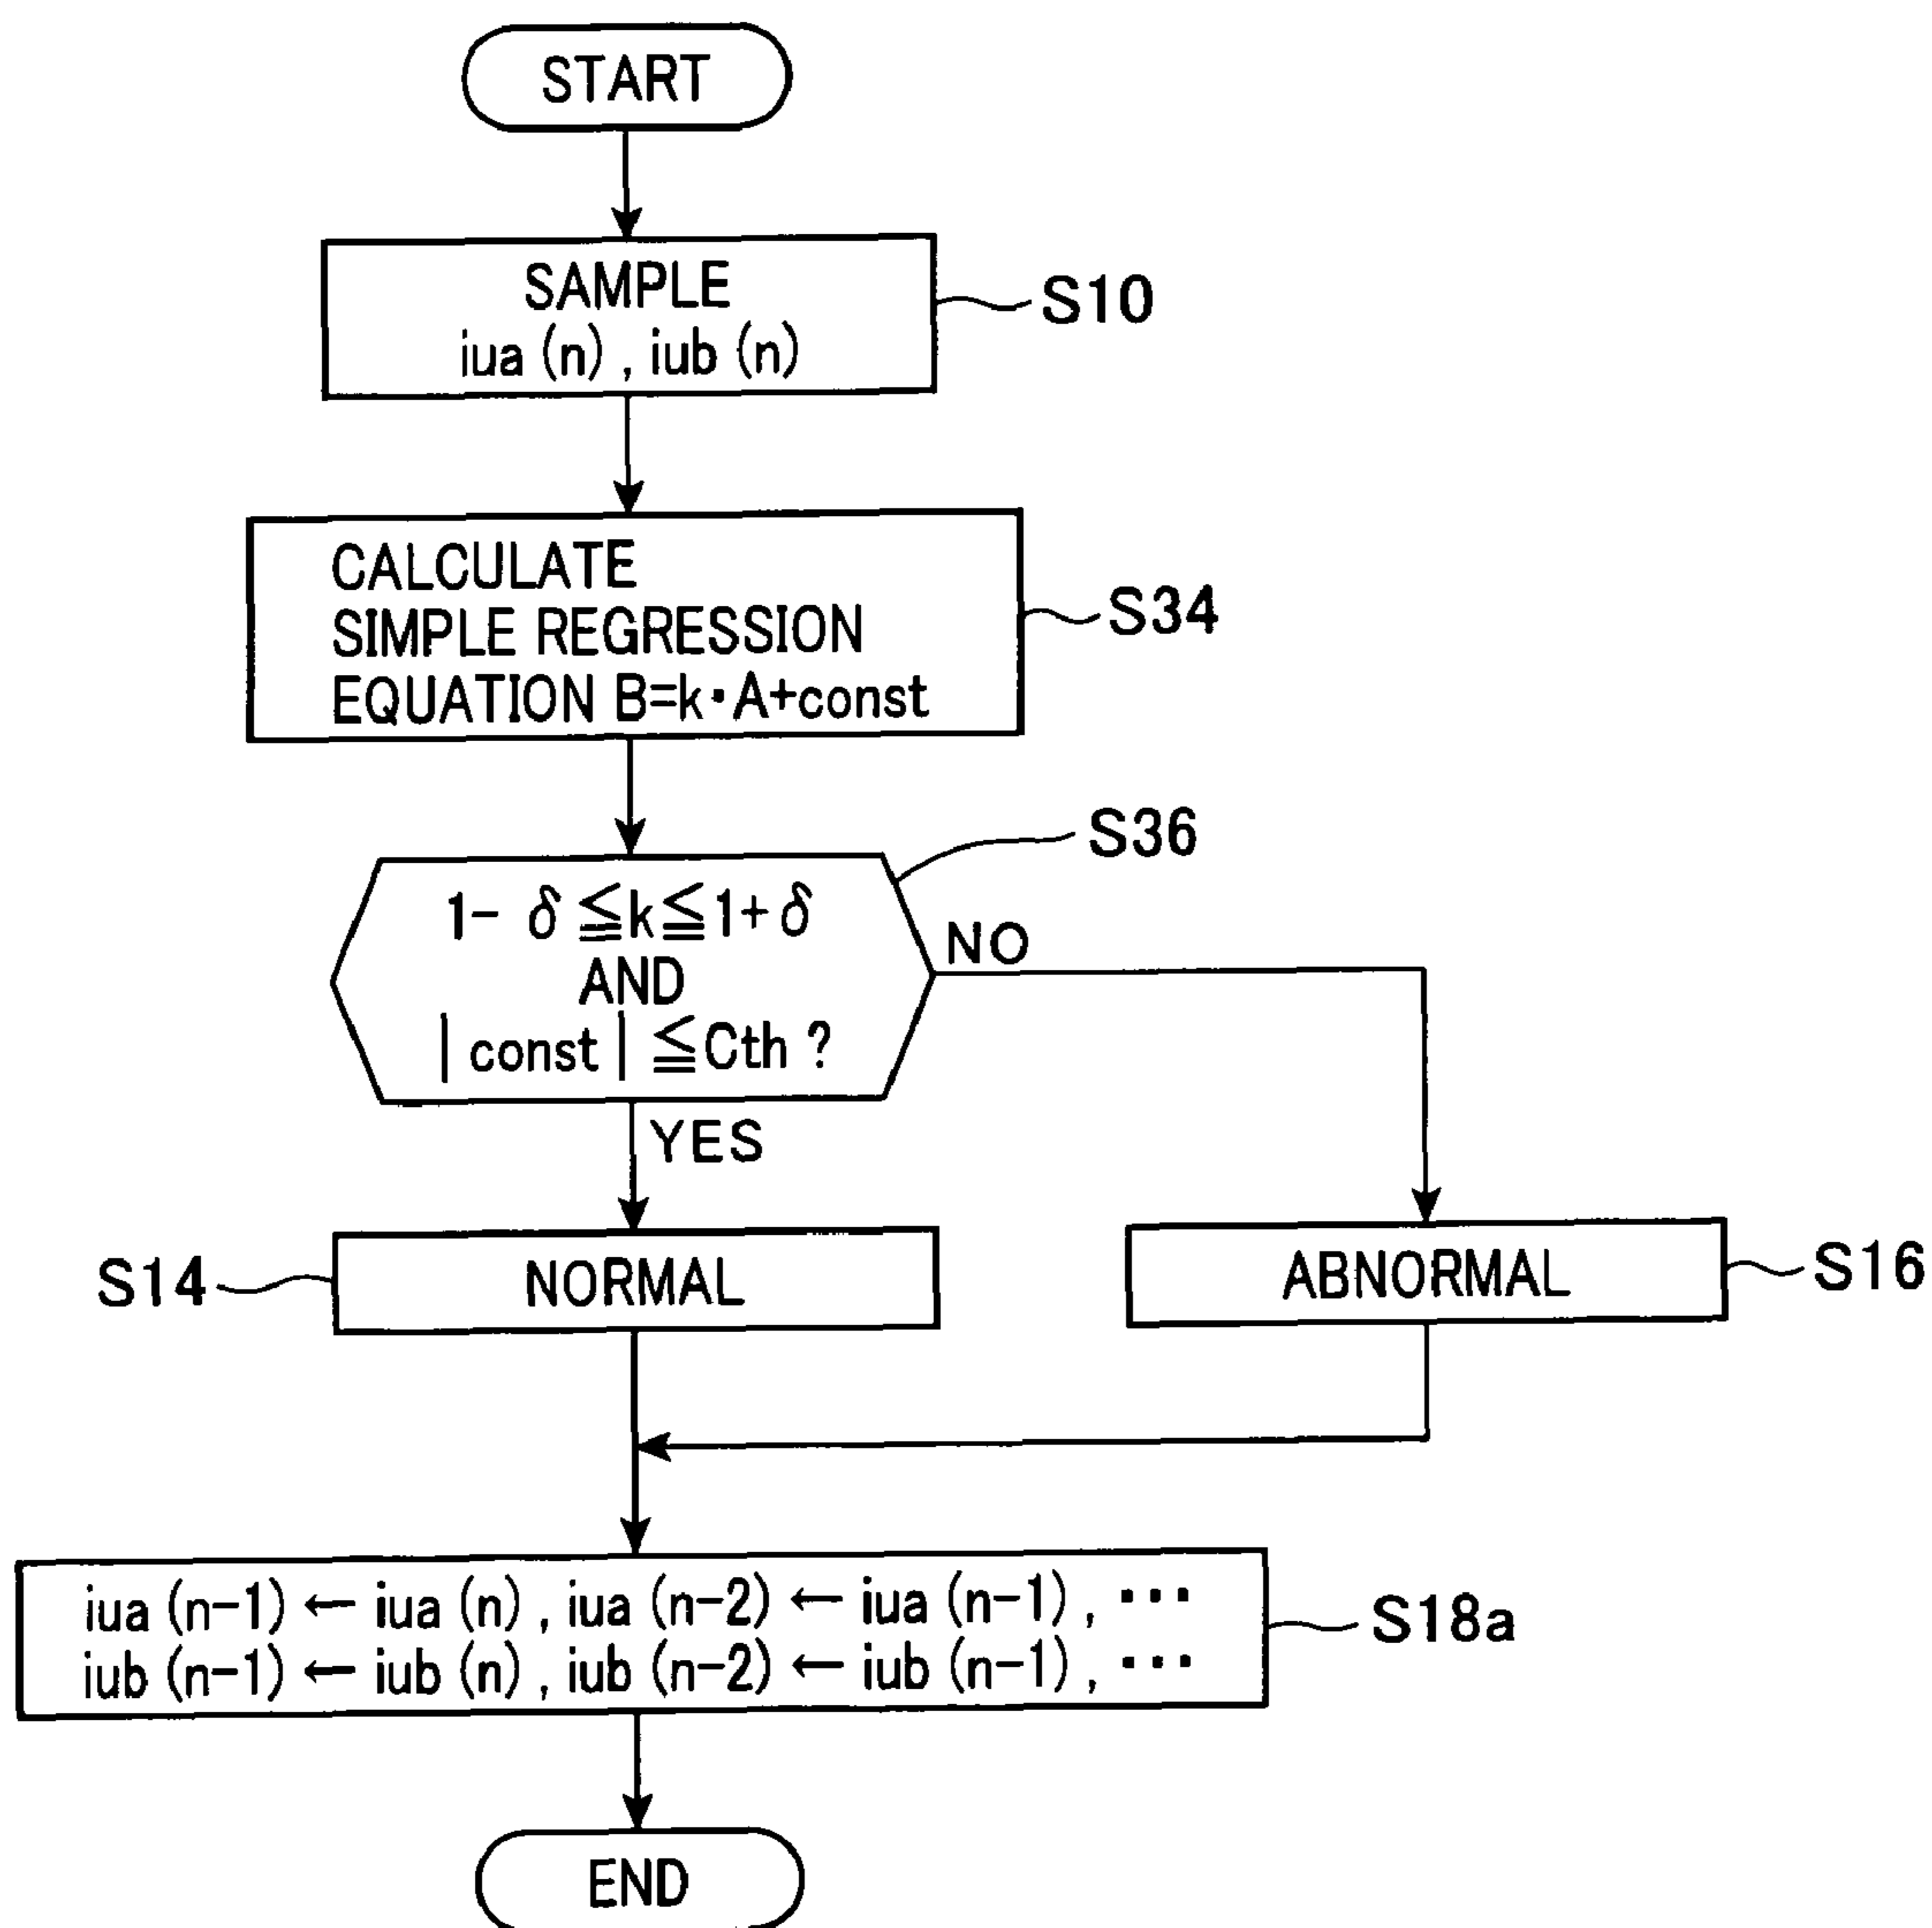 START
SAMPLE
iua (n) , iub (n)
S10
CALCULATE
SIMPLE REGRESSION
EQUATION B=k·A+const
S34
S36
1- δ ≦k≦1+ δ
AND
| const | ≦Cth ?
NO
YES
S14
NORMAL
ABNORMAL
S16
iua (n-1) ← iua (n) , iua (n-2) ← iua (n-1) , ···
iub (n-1) ← iub (n) , iub (n-2) ← iub (n-1) , ···
S18a
END